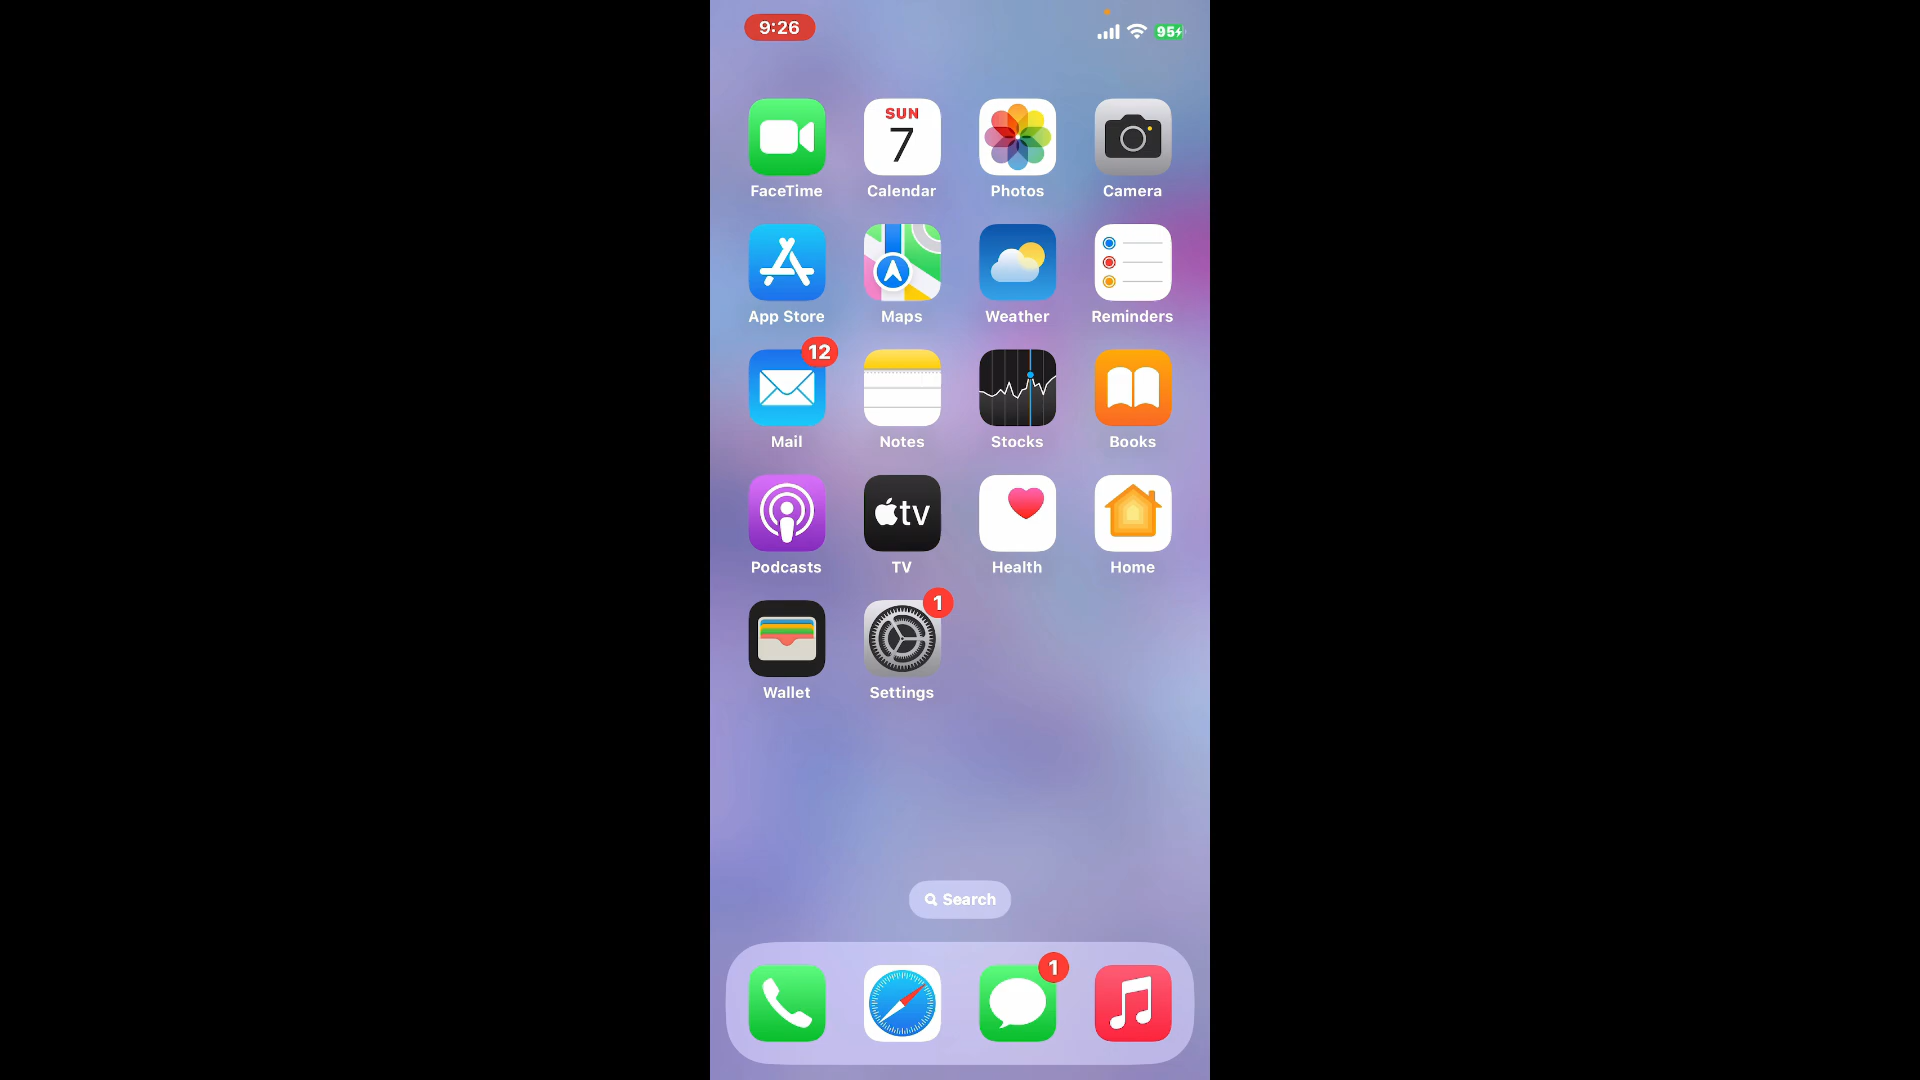 9:26
95
FaceTime
SUN
7
Calendar
Photos
Camera
App Store
Maps
Weather
Reminders
12
Mail
Notes
Stocks
Books
Podcasts
tv
TV
Health
Home
Wallet
1
Settings
Search
1